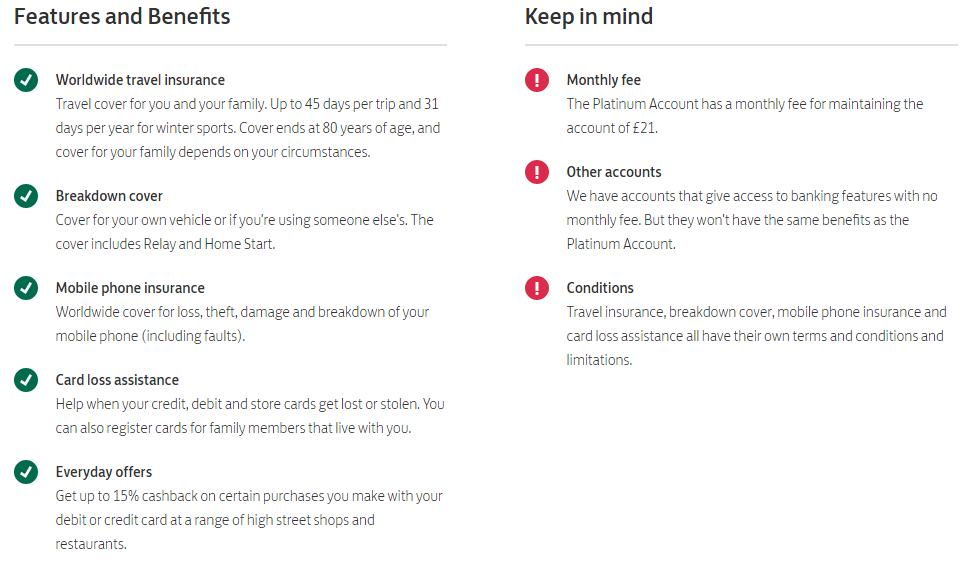 Features and Benefits
Worldwide travel insurance
Travel cover for you and your family. Up to 45 days per trip and 31
days per year for winter sports. Cover ends at 80 years of age, and
cover for your family depends on your circumstances.
Breakdown cover
Cover for your own vehicle or if you're using someone else's. The
cover includes Relay and Home Start.
Mobile phone insurance
Worldwide cover for loss, theft, damage and breakdown of your
mobile phone (including faults).
Card loss assistance
Help when your credit, debit and store cards get lost or stolen. You
can also register cards for family members that live with you.
Everyday offers
Get up to 15% cashback on certain purchases you make with your
debit or credit card at a range of high street shops and
restaurants.
Keep in mind
Monthly fee
The Platinum Account has a monthly fee for maintaining the
account of £21.
Other accounts
We have accounts that give access to banking features with no
monthly fee. But they won't have the same benefits as the
Platinum Account.
Conditions
Travel insurance, breakdown cover, mobile phone insurance and
card loss assistance all have their own terms and conditions and
limitations.